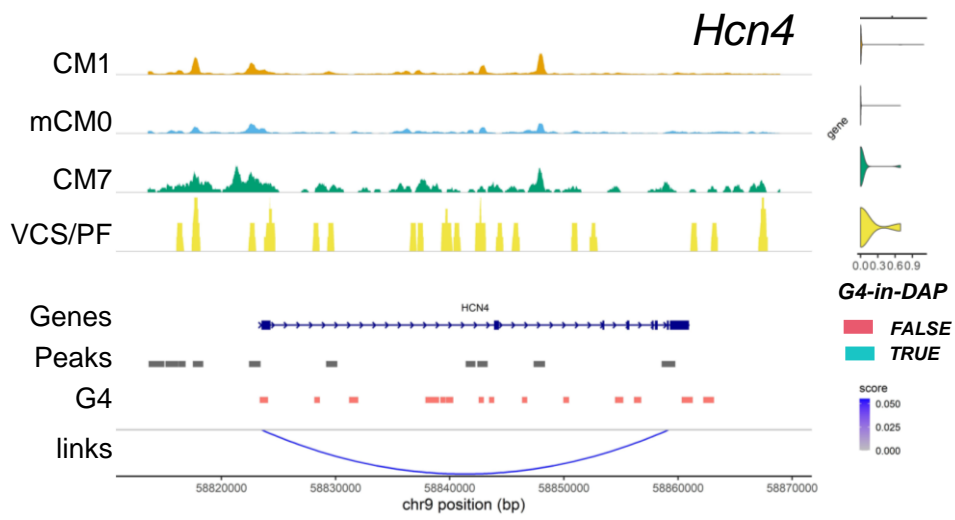 Hcn4
CM1
mCM0
CM7
VCS/PF
gene
0.00.30.60.9
G4-in-DAP
FALSE
TRUE
Genes
HCN4
Peaks
G4
links
score
0.050
0.025
0.000
58820000 58830000 58840000 58850000 58860000 58870000
chr9 position (bp)